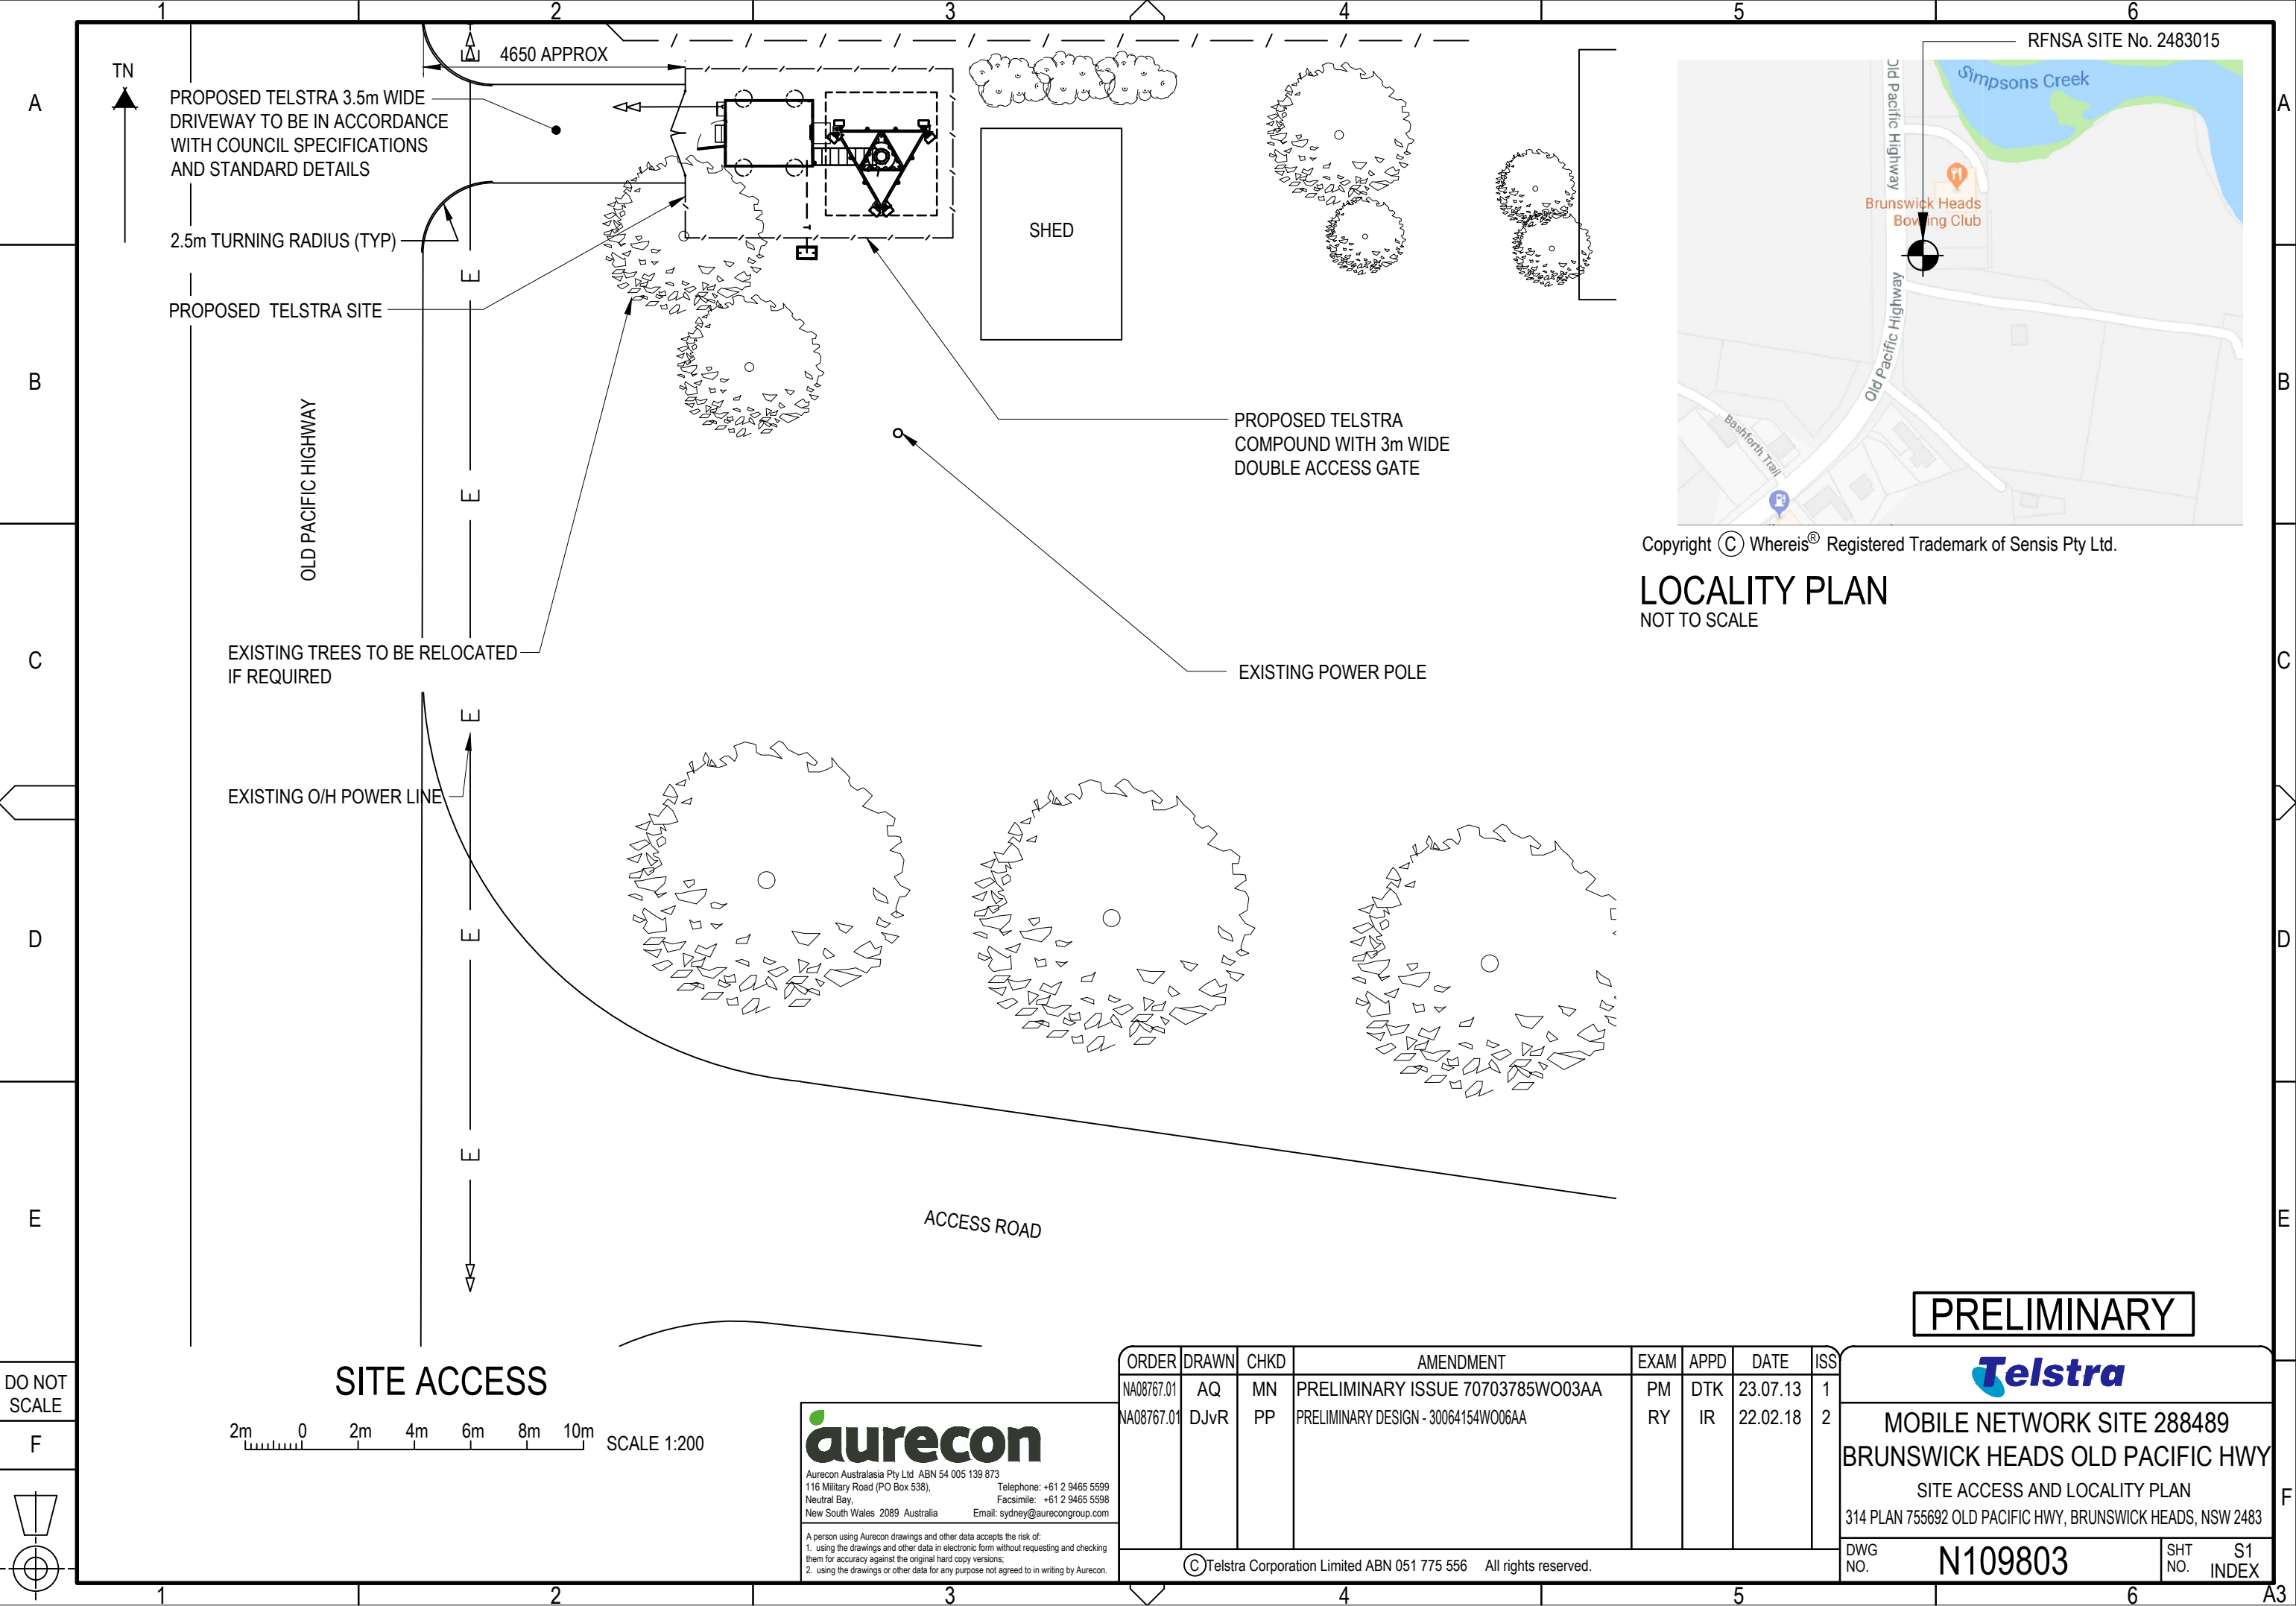 1 2 3 4 5 6
A
B
C
D
E
DO NOT
SCALE
F
TN
4650 APPROX
PROPOSED TELSTRA 3.5m WIDE
DRIVEWAY TO BE IN ACCORDANCE
WITH COUNCIL SPECIFICATIONS
AND STANDARD DETAILS
2.5m TURNING RADIUS (TYP)
PROPOSED TELSTRA SITE
OLD PACIFIC HIGHWAY
E
E
E
E
E
E
EXISTING TREES TO BE RELOCATED
IF REQUIRED
EXISTING O/H POWER LINE
SHED
PROPOSED TELSTRA
COMPOUND WITH 3m WIDE
DOUBLE ACCESS GATE
EXISTING POWER POLE
ACCESS ROAD
RFNSA SITE No. 2483015
Simpsons Creek
Old Pacific Highway
Brunswick Heads
Bowling Club
Old Pacific Highway
Bashforth Trail
Copyright © Whereis® Registered Trademark of Sensis Pty Ltd.
LOCALITY PLAN
NOT TO SCALE
A
B
C
D
E
F
SITE ACCESS
2m 0 2m 4m 6m 8m 10m SCALE 1:200
aurecon
Aurecon Australasia Pty Ltd ABN 54 005 139 873
116 Military Road (PO Box 538), Telephone: +61 2 9465 5599
Neutral Bay, Facsimile: +61 2 9465 5598
New South Wales 2089 Australia Email: sydney@aurecongroup.com
A person using Aurecon drawings and other data accepts the risk of:
1. using the drawings and other data in electronic form without requesting and checking
them for accuracy against the original hard copy versions;
2. using the drawings or other data for any purpose not agreed to in writing by Aurecon.
ORDER DRAWN CHKD AMENDMENT EXAM APPD DATE ISS
NA08767.01 AQ MN PRELIMINARY ISSUE 70703785WO03AA PM DTK 23.07.13 1
NA08767.01 DJvR PP PRELIMINARY DESIGN - 30064154WO06AA RY IR 22.02.18 2
© Telstra Corporation Limited ABN 051 775 556 All rights reserved.
PRELIMINARY
Telstra
MOBILE NETWORK SITE 288489
BRUNSWICK HEADS OLD PACIFIC HWY
SITE ACCESS AND LOCALITY PLAN
314 PLAN 755692 OLD PACIFIC HWY, BRUNSWICK HEADS, NSW 2483
DWG
NO. N109803
SHT
NO. S1
INDEX
1 2 3 4 5 6 A3